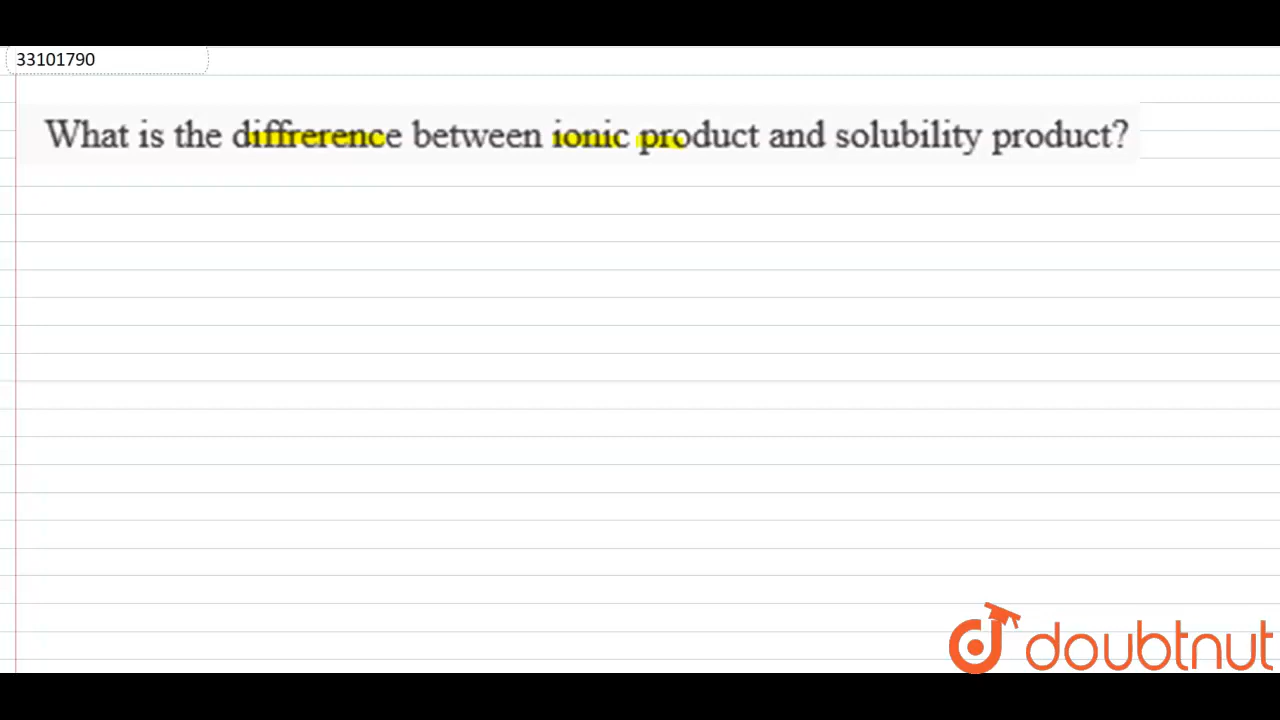 33101790
What is the diffrerence between ionic product and solubility product?
doubtnut